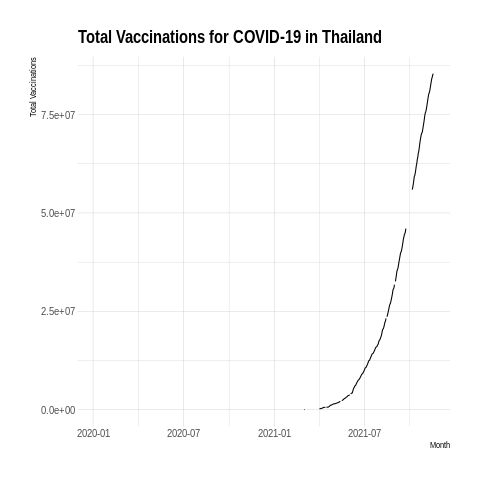 Total Vaccinations for COVID-19 in Thailand
Total Vaccinations
7.5e+07
5.0e+07
2.5e+07
0.0e+00
2020-01 2020-07 2021-01 2021-07
Month